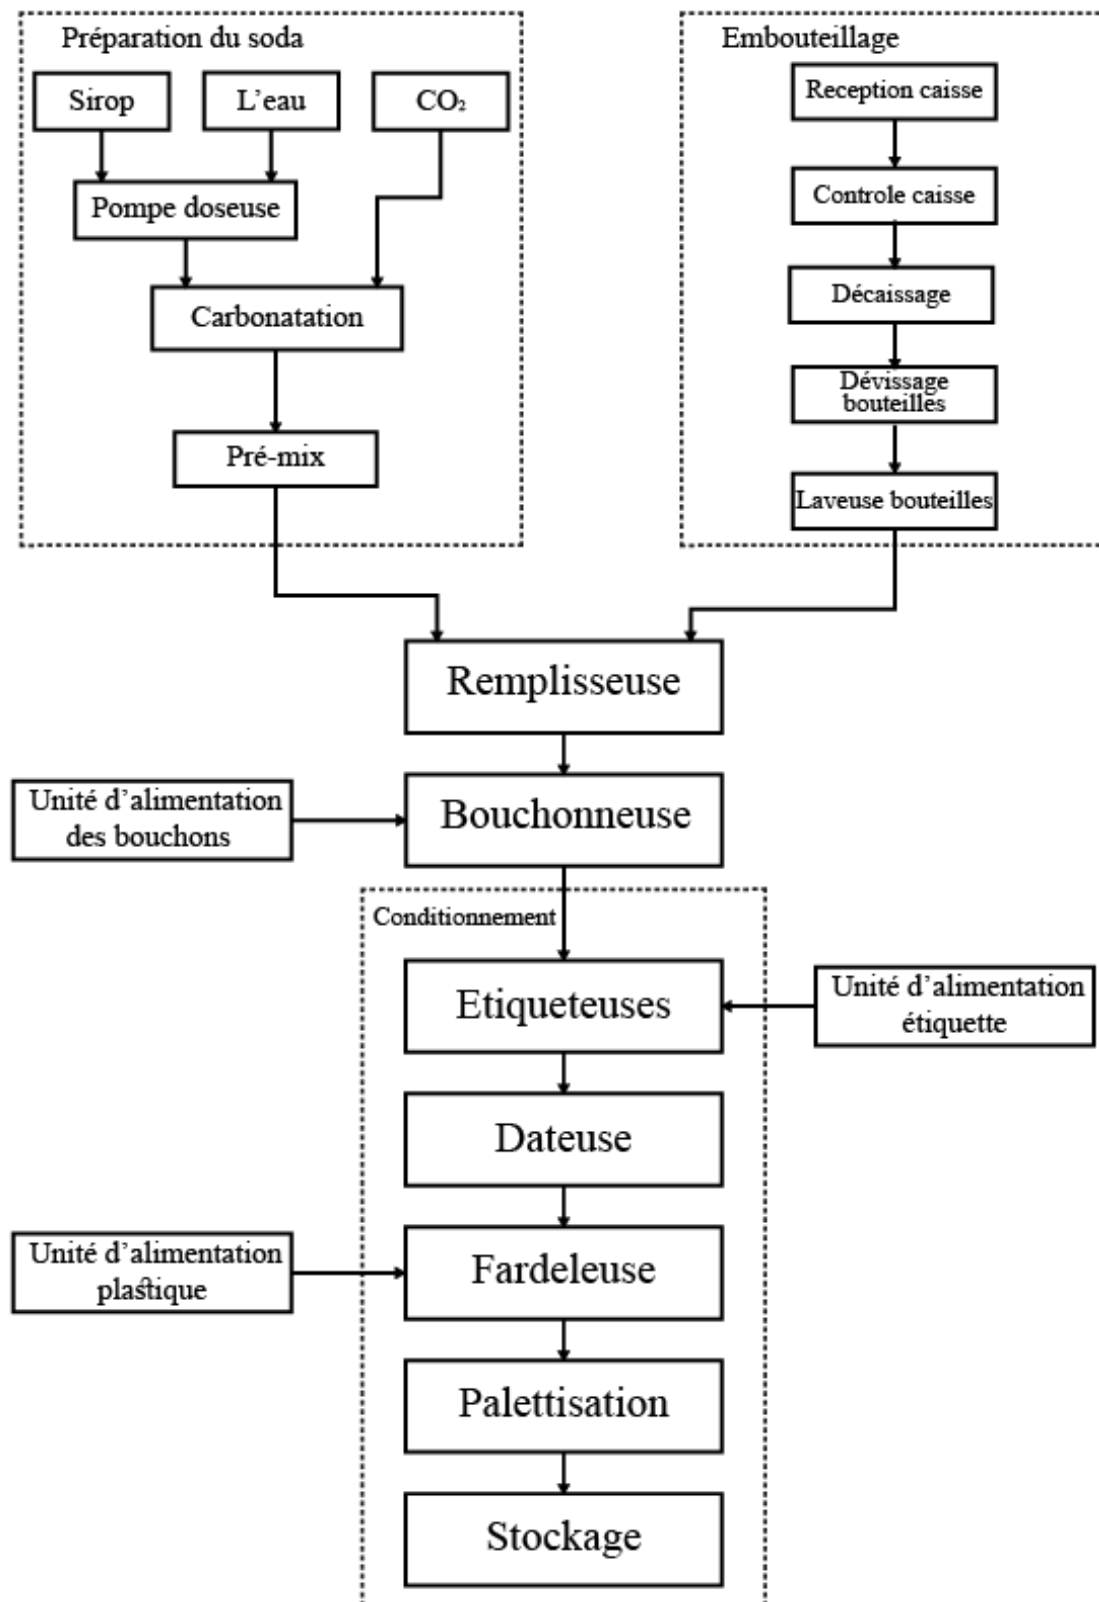 Préparation du soda
Sirop
L'eau
CO₂
Pompe doseuse
Carbonatation
Pré-mix
Embouteillage
Reception caisse
Controle caisse
Décaissage
Dévissage
bouteilles
Laveuse bouteilles
Remplisseuse
Unité d'alimentation
des bouchons
Bouchonneuse
Conditionnement
Etiqueteuses
Unité d'alimentation
étiquette
Dateuse
Unité d'alimentation
plastique
Fardeleuse
Palettisation
Stockage